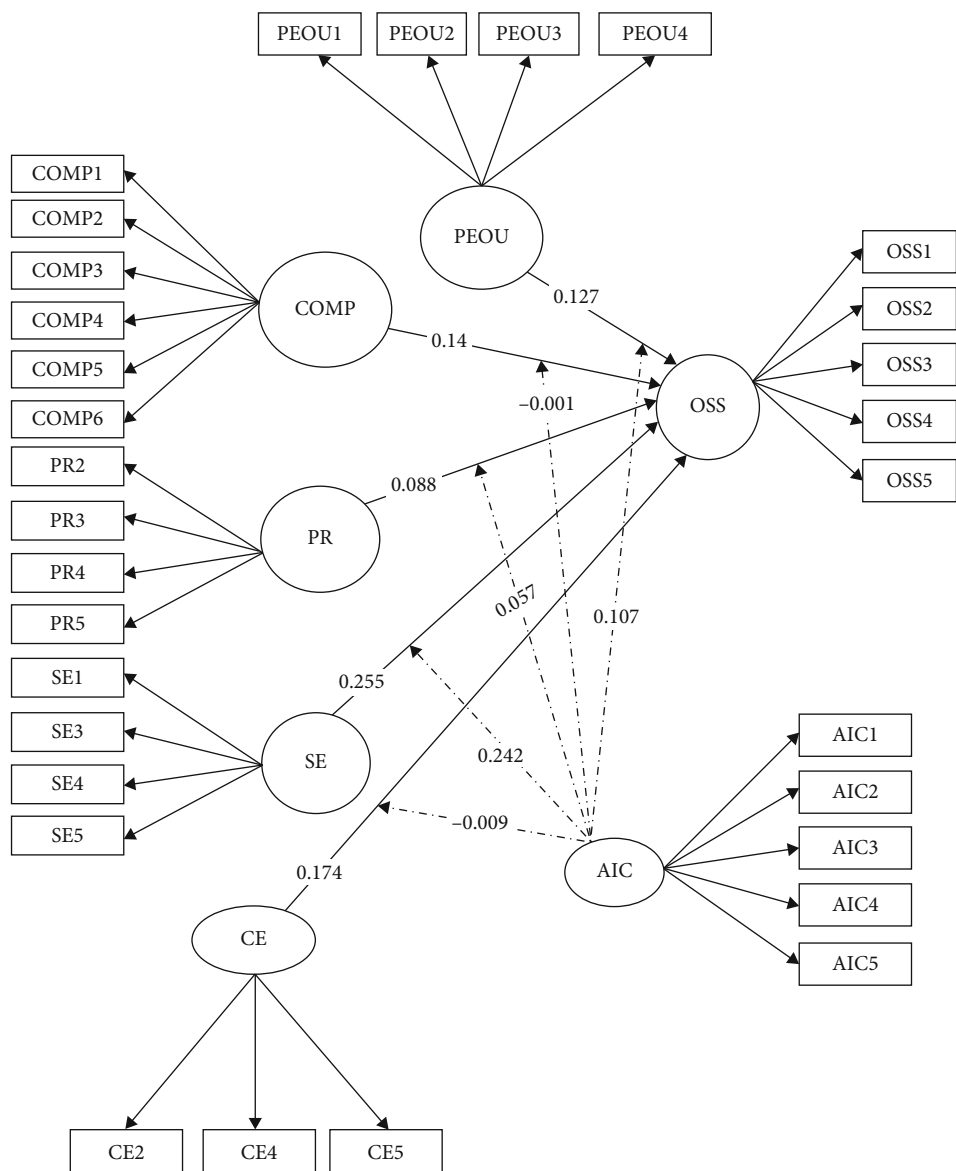 PEOU1 PEOU2 PEOU3 PEOU4
COMP1
COMP2
COMP3
COMP4
COMP5
COMP6
PEOU
COMP
0.127
0.14
OSS1
OSS2
OSS3
OSS4
OSS5
OSS
–0.001
PR2
PR3
PR4
PR5
PR
0.088
0.057
0.107
SE1
SE3
SE4
SE5
SE
0.255
0.242
–0.009
AIC1
AIC2
AIC3
AIC4
AIC5
AIC
0.174
CE
CE2 CE4 CE5